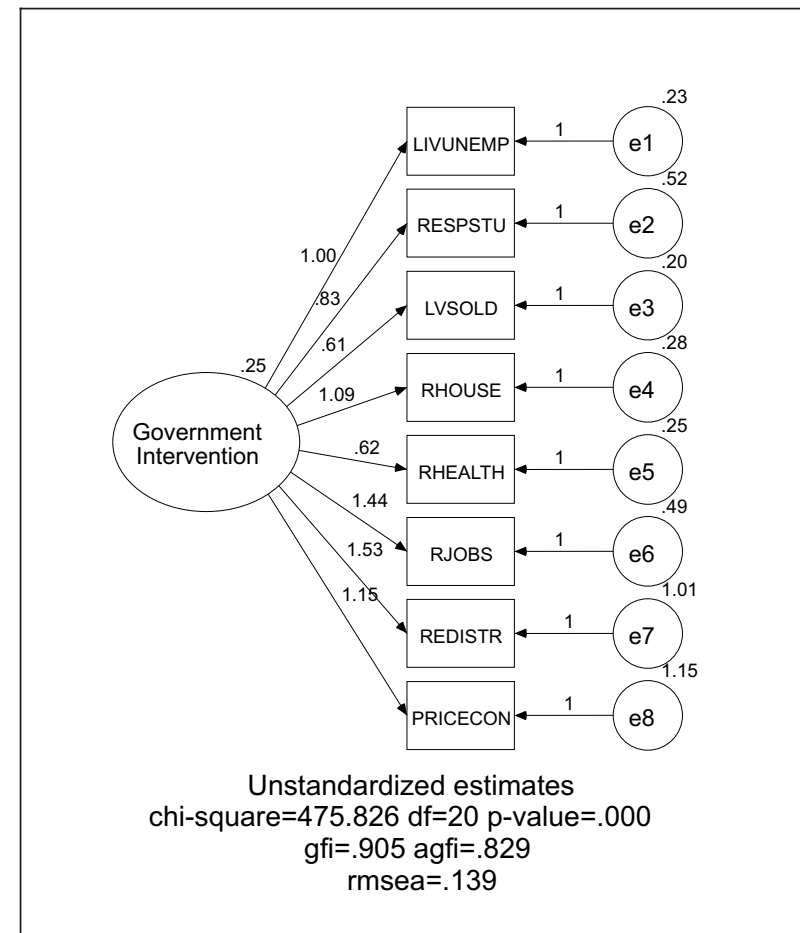 .23
LIVUNEMP
1
e1
.52
RESPSTU
1
e2
1.00
.20
.83
LVSOLD
1
e3
.61
.28
.25
1.09
RHOUSE
1
e4
.25
Government
Intervention
.62
RHEALTH
1
e5
.49
1.44
RJOBS
1
e6
1.53
1.01
1.15
REDISTR
1
e7
1.15
PRICECON
1
e8
Unstandardized estimates
chi-square=475.826 df=20 p-value=.000
gfi=.905 agfi=.829
rmsea=.139